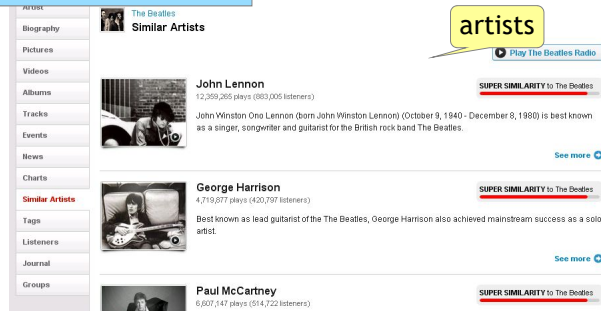 Artist
Biography
Pictures
Videos
Albums
Tracks
Events
News
Charts
Similar Artists
Tags
Listeners
Journal
Groups
The Beatles
Similar Artists
artists
Play The Beatles Radio
John Lennon
12,359,265 plays (883,005 listeners)
SUPER SIMILARITY to The Beatles
John Winston Ono Lennon (born John Winston Lennon) (October 9, 1940 - December 8, 1980) is best known
as a singer, songwriter and guitarist for the British rock band The Beatles.
See more
George Harrison
4,719,877 plays (420,797 listeners)
SUPER SIMILARITY to The Beatles
Best known as lead guitarist of the The Beatles, George Harrison also achieved mainstream success as a solo
artist.
See more
Paul McCartney
6,607,147 plays (514,722 listeners)
SUPER SIMILARITY to The Beatles